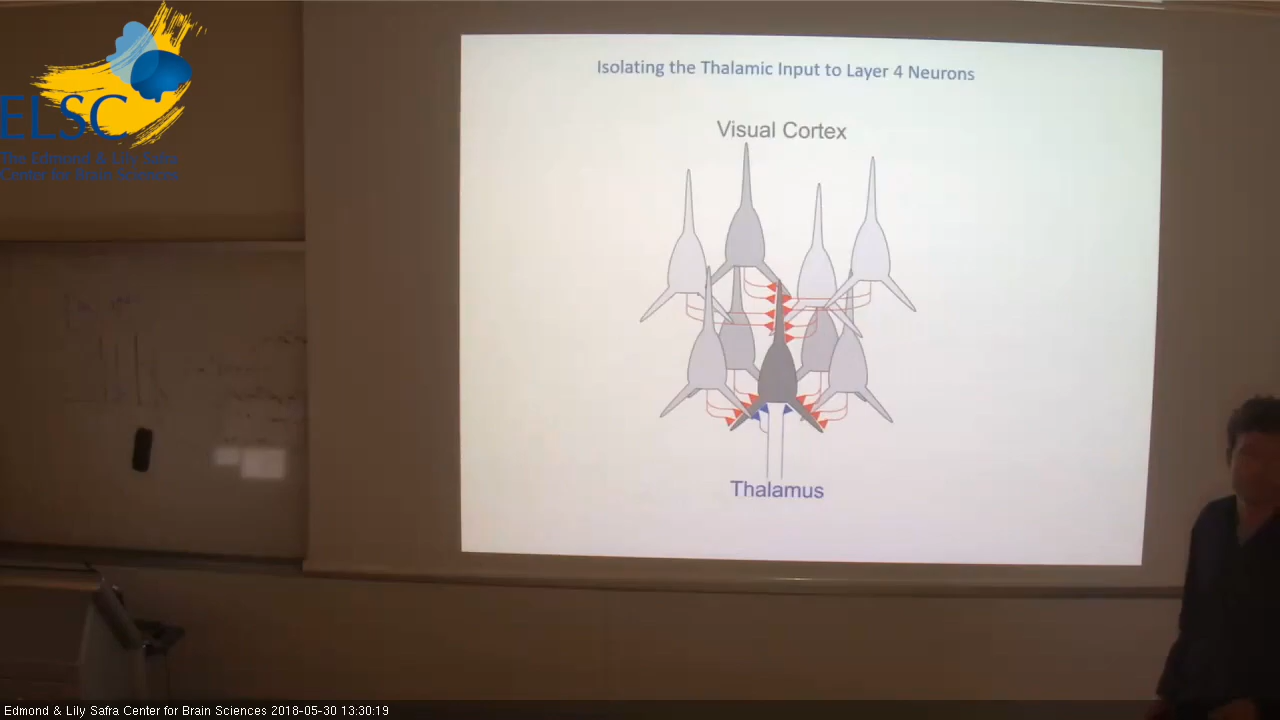 ELSC
The Edmond & Lily Safra
Center for Brain Sciences
Isolating the Thalamic Input to Layer 4 Neurons
Visual Cortex
Thalamus
Edmond & Lily Safra Center for Brain Sciences 2018-05-30 13:30:19